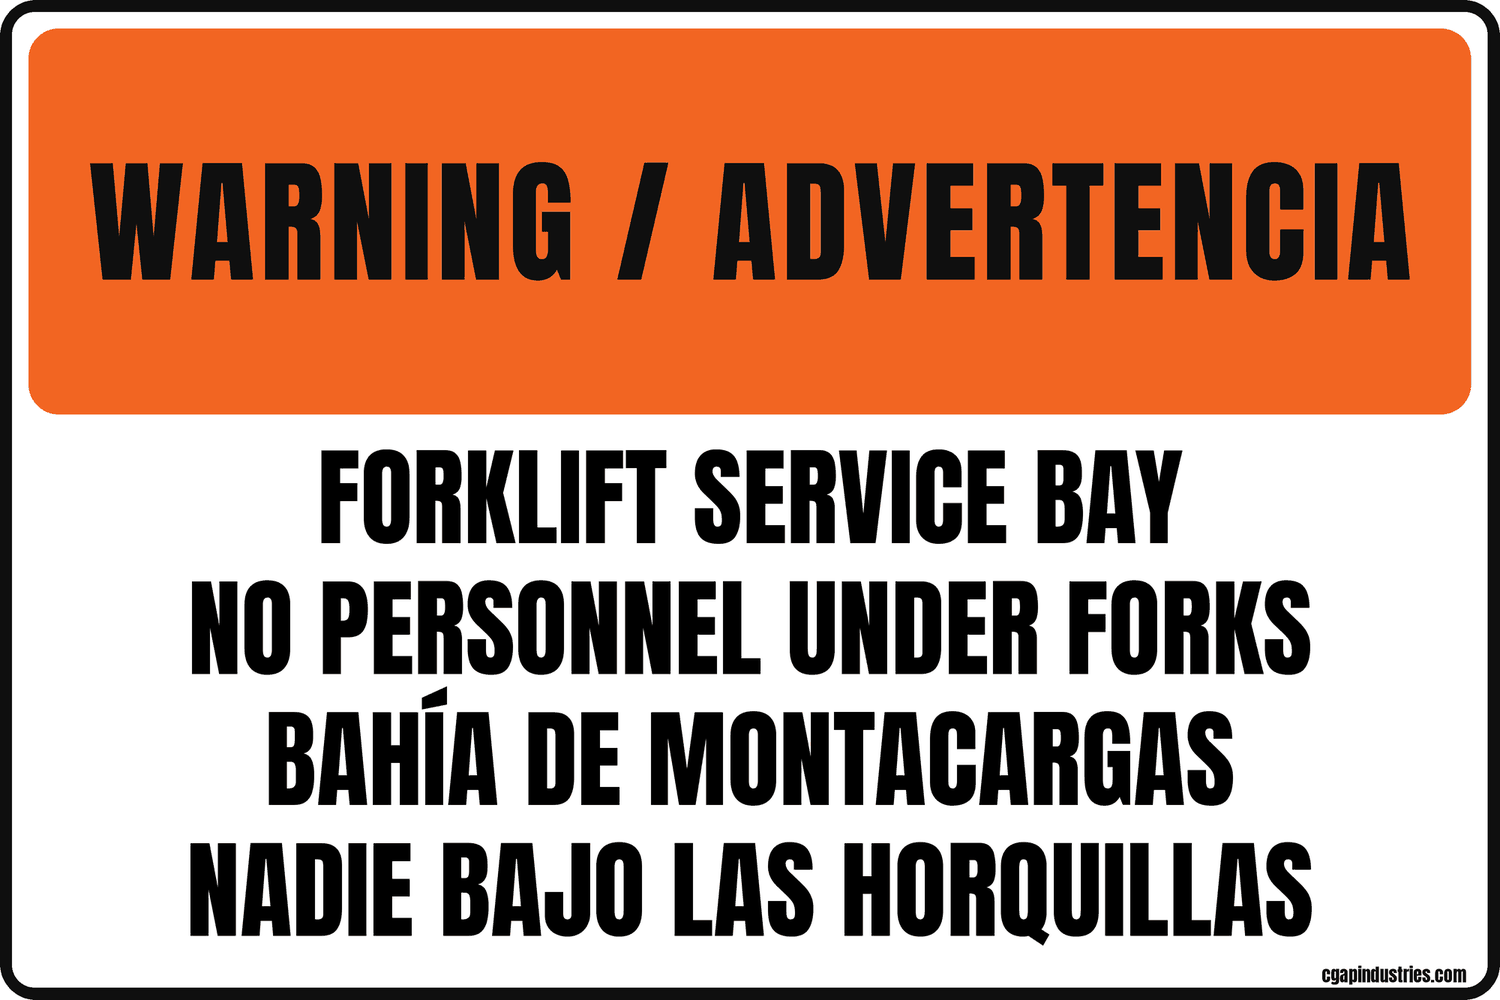 WARNING / ADVERTENCIA
FORKLIFT SERVICE BAY
NO PERSONNEL UNDER FORKS
BAHÍA DE MONTACARGAS
NADIE BAJO LAS HORQUILLAS
cgapindustries.com